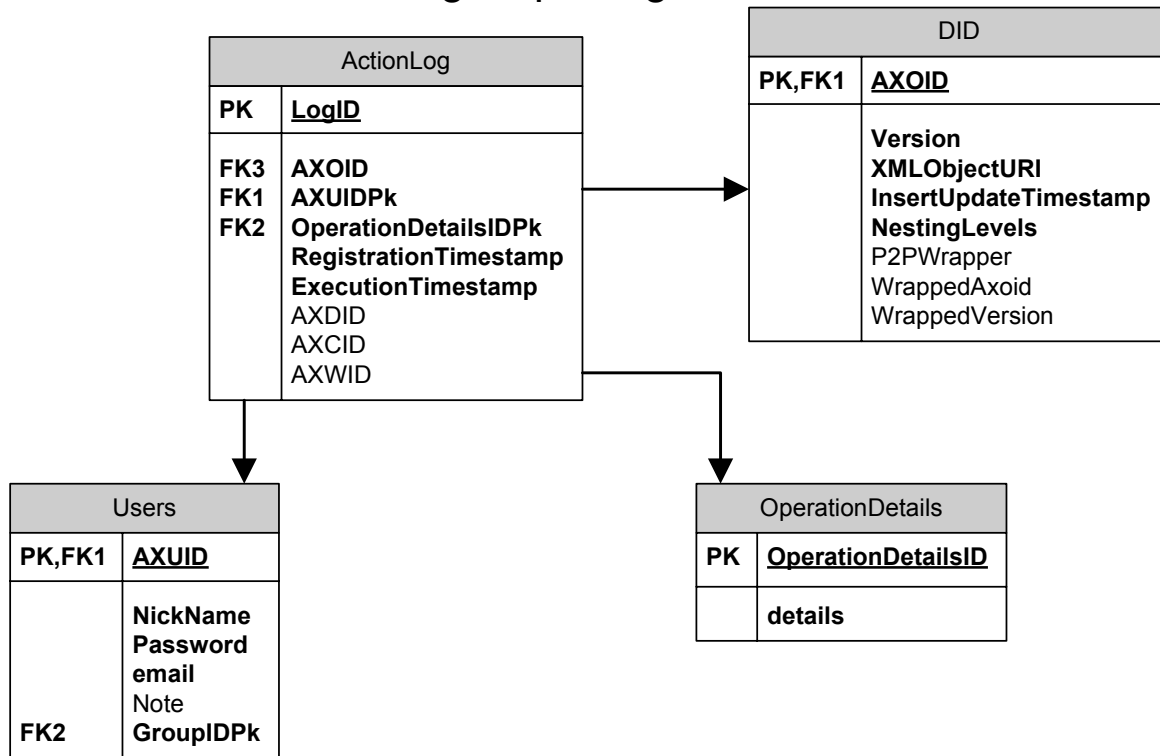 ActionLog
PK LogID
FK3 AXOID
FK1 AXUIDPk
FK2 OperationDetailsIDPk
RegistrationTimestamp
ExecutionTimestamp
AXDID
AXCID
AXWID
DID
PK,FK1 AXOID
Version
XMLObjectURI
InsertUpdateTimestamp
NestingLevels
P2PWrapper
WrappedAxoid
WrappedVersion
Users
PK,FK1 AXUID
NickName
Password
email
Note
FK2 GroupIDPk
OperationDetails
PK OperationDetailsID
details